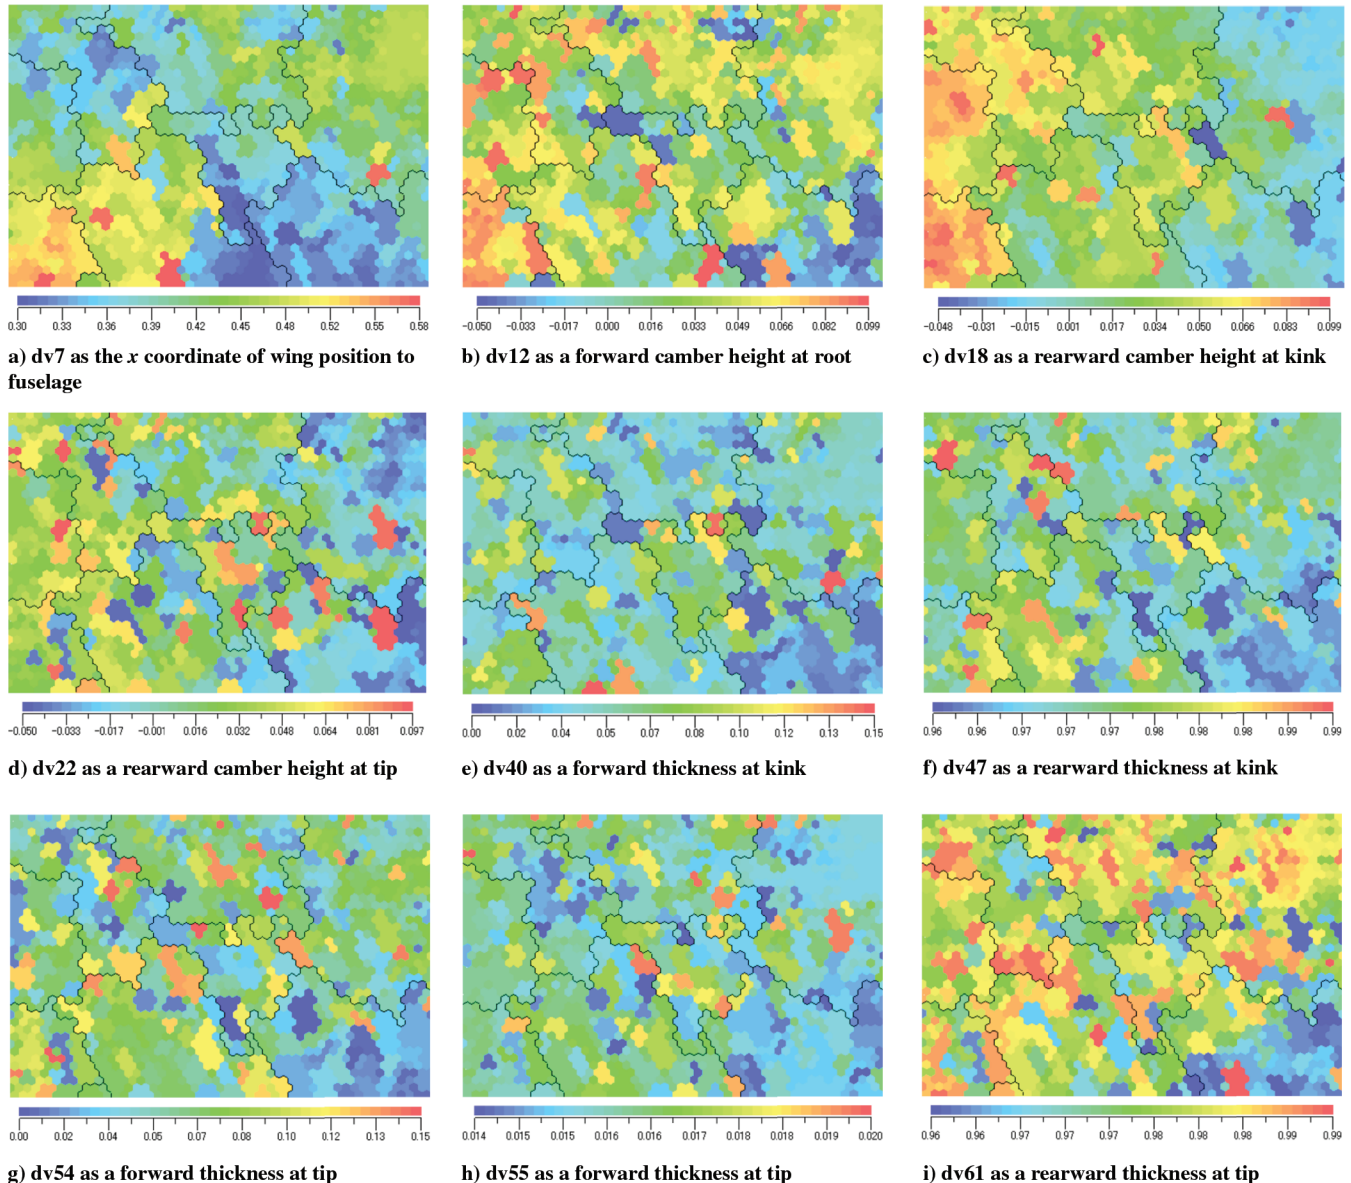 0.30 0.33 0.36 0.39 0.42 0.45 0.48 0.52 0.55 0.58
a) dv7 as the x coordinate of wing position to
fuselage
−0.050 −0.033 −0.017 0.000 0.016 0.033 0.049 0.066 0.082 0.099
b) dv12 as a forward camber height at root
−0.048 −0.031 −0.015 0.001 0.017 0.034 0.050 0.066 0.083 0.099
c) dv18 as a rearward camber height at kink
−0.050 −0.033 −0.017 −0.001 0.016 0.032 0.048 0.064 0.081 0.097
d) dv22 as a rearward camber height at tip
0.00 0.02 0.04 0.05 0.07 0.08 0.10 0.12 0.13 0.15
e) dv40 as a forward thickness at kink
0.96 0.96 0.97 0.97 0.97 0.98 0.98 0.98 0.99 0.99
f) dv47 as a rearward thickness at kink
0.00 0.02 0.04 0.05 0.07 0.08 0.10 0.12 0.13 0.15
g) dv54 as a forward thickness at tip
0.014 0.015 0.016 0.016 0.016 0.017 0.018 0.018 0.019 0.020
h) dv55 as a forward thickness at tip
0.96 0.96 0.97 0.97 0.97 0.98 0.98 0.98 0.99 0.99
i) dv61 as a rearward thickness at tip